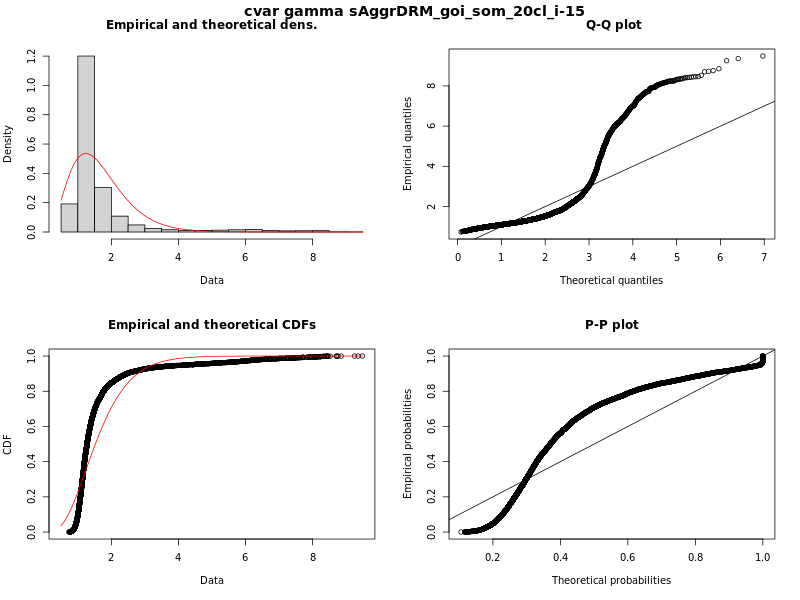 cvar gamma sAggrDRM_goi_som_20cl_i-15
Empirical and theoretical dens.
Density
0.0 0.2 0.4 0.6 0.8 1.0 1.2
2 4 6 8
Data
Q-Q plot
Empirical quantiles
2 4 6 8
0 1 2 3 4 5 6 7
Theoretical quantiles
Empirical and theoretical CDFs
CDF
0.0 0.2 0.4 0.6 0.8 1.0
2 4 6 8
Data
P-P plot
Empirical probabilities
0.0 0.2 0.4 0.6 0.8 1.0
0.2 0.4 0.6 0.8 1.0
Theoretical probabilities